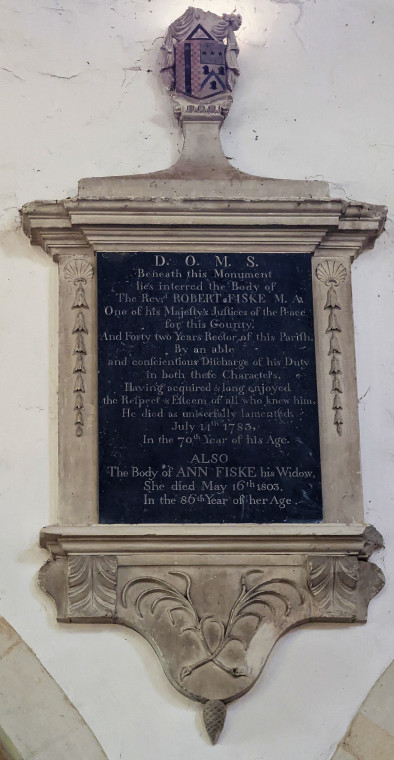 D. O. M. S.
Beneath this Monument
lies interred the Body of
The Revd. ROBERT FISKE M. A.
One of his Majesty's Justices of the Peace
for this County,
And Forty two Years Rector of this Parish.
By an able
and conscientious Discharge of his Duty
in both these Characters,
Having acquired & long enjoyed
the Respect & Esteem of all who knew him,
He died as universally lamented,
July 14th 1783,
In the 70th Year of his Age.
ALSO
The Body of ANN FISKE his Widow,
She died May 16th 1803,
In the 86th Year of her Age